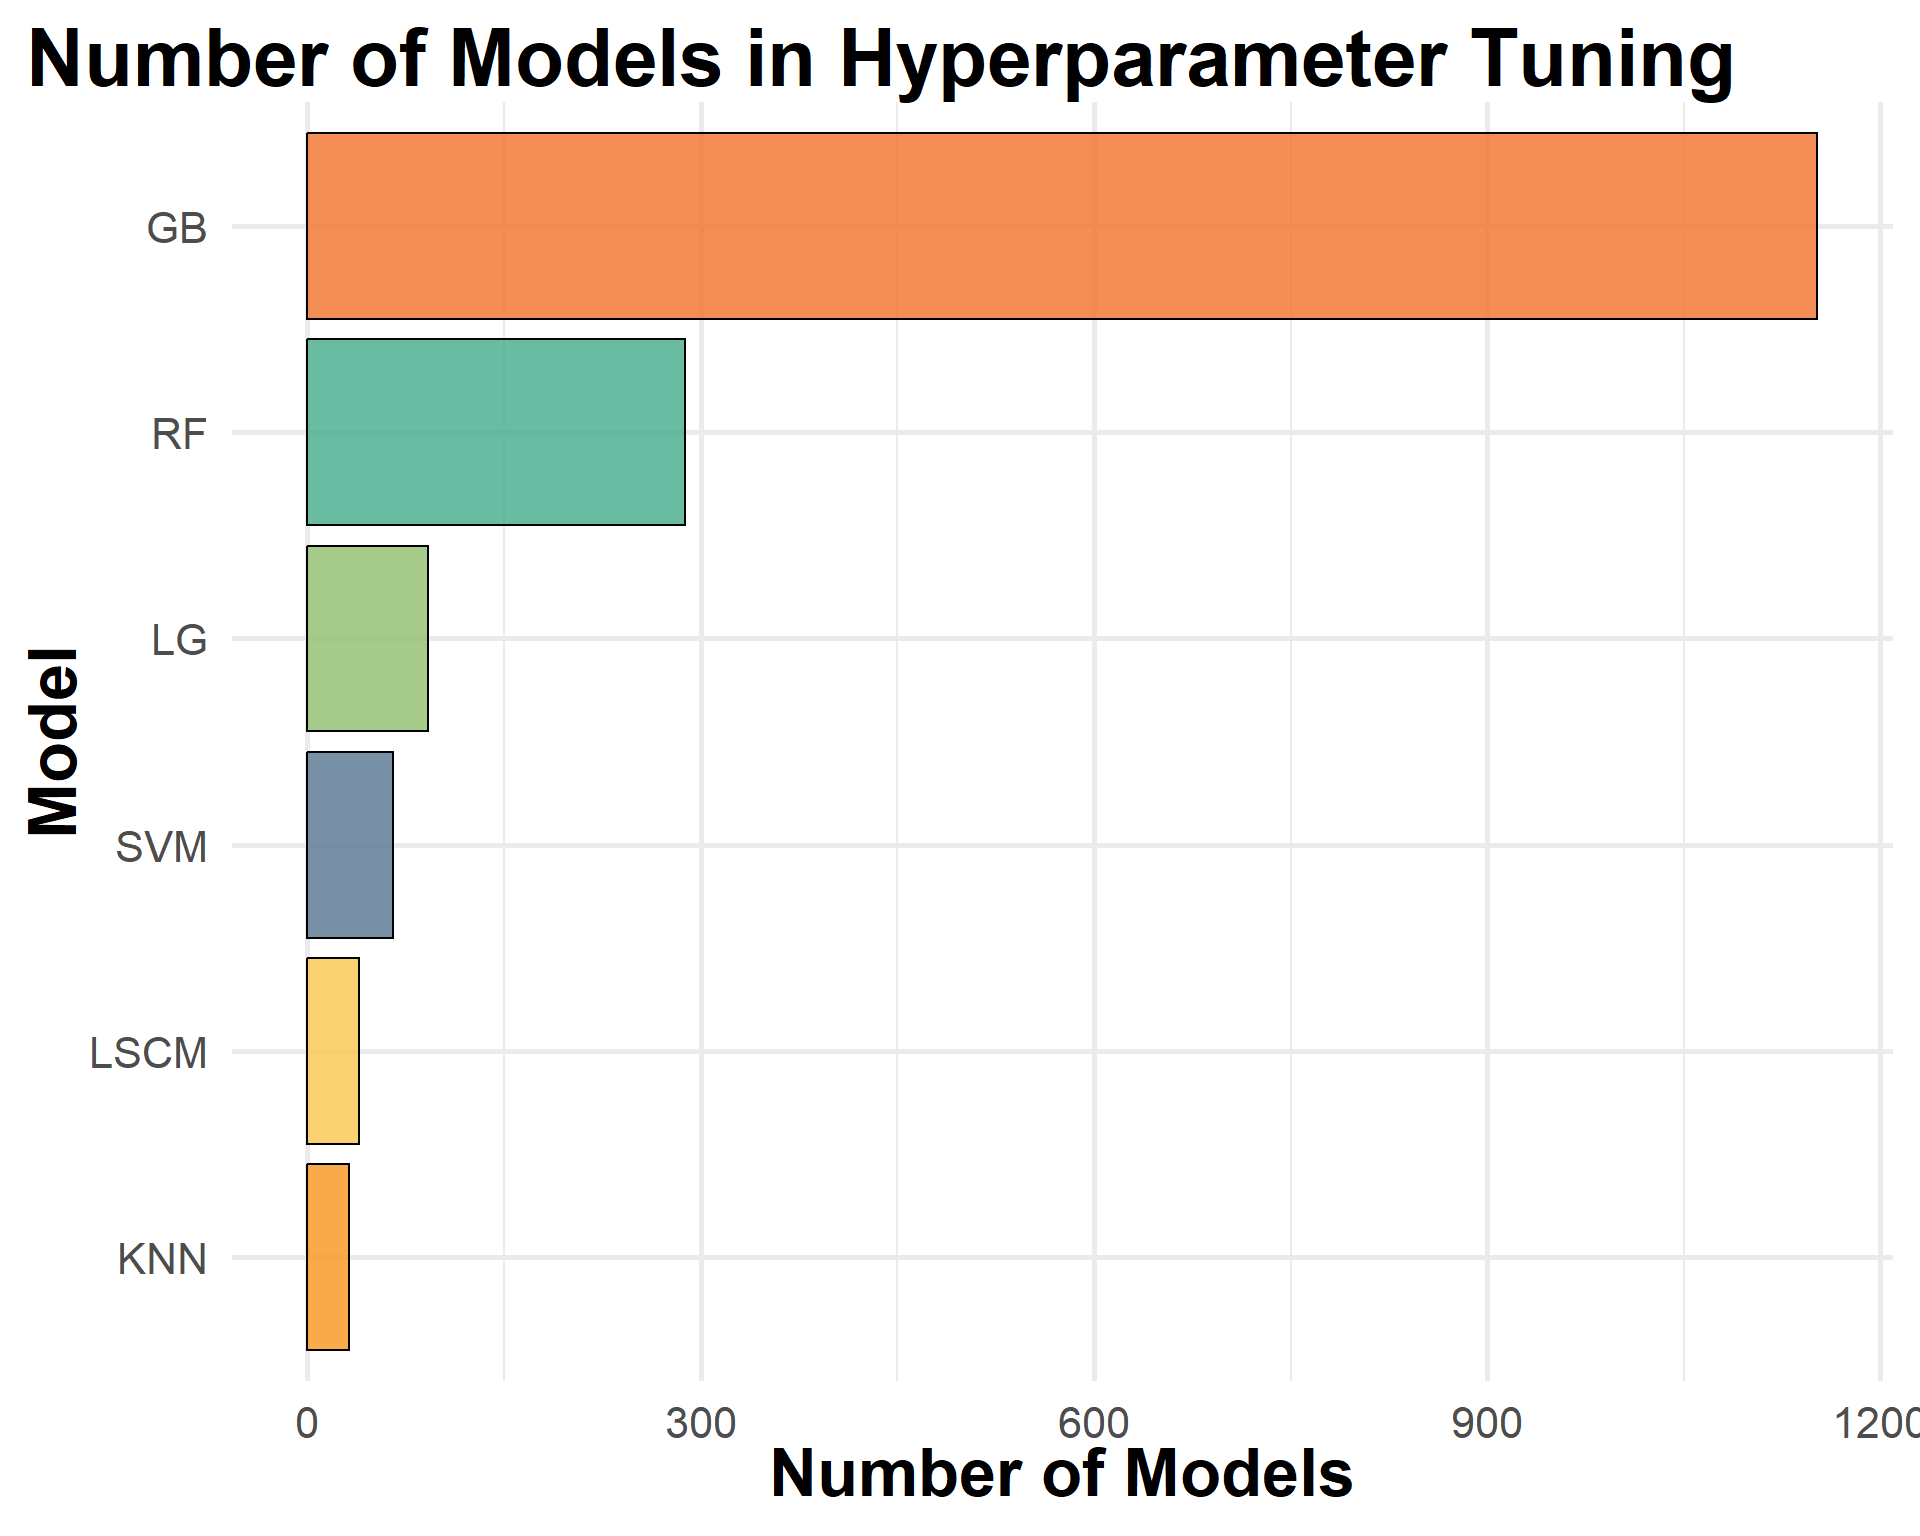 Number of Models in Hyperparameter Tuning
GB
RF
LG
SVM
LSCM
KNN
Model
0 300 600 900 1200
Number of Models